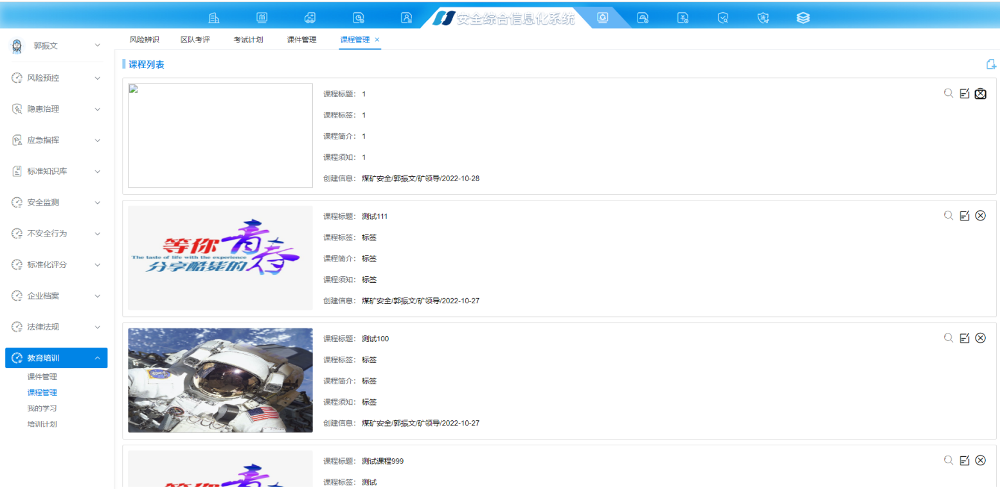 安全综合信息化系统
郭振文
风险辨识 区队考评 考试计划 课件管理 课程管理 ×
风险预控
隐患治理
应急指挥
标准知识库
安全监测
不安全行为
标准化评分
企业档案
法律法规
教育培训
课件管理
课程管理
我的学习
培训计划
课程列表
课程标题: 1
课程标签: 1
课程简介: 1
课程须知: 1
创建信息: 煤矿安全/郭振文/矿领导/2022-10-28
等你青春
The taste of life with the experience
分享酷毙的
课程标题: 测试111
课程标签: 标签
课程简介: 标签
课程须知: 标签
创建信息: 煤矿安全/郭振文/矿领导/2022-10-27
课程标题: 测试100
课程标签: 标签
课程简介: 标签
课程须知: 标签
创建信息: 煤矿安全/郭振文/矿领导/2022-10-27
课程标题: 测试课程999
课程标签: 测试